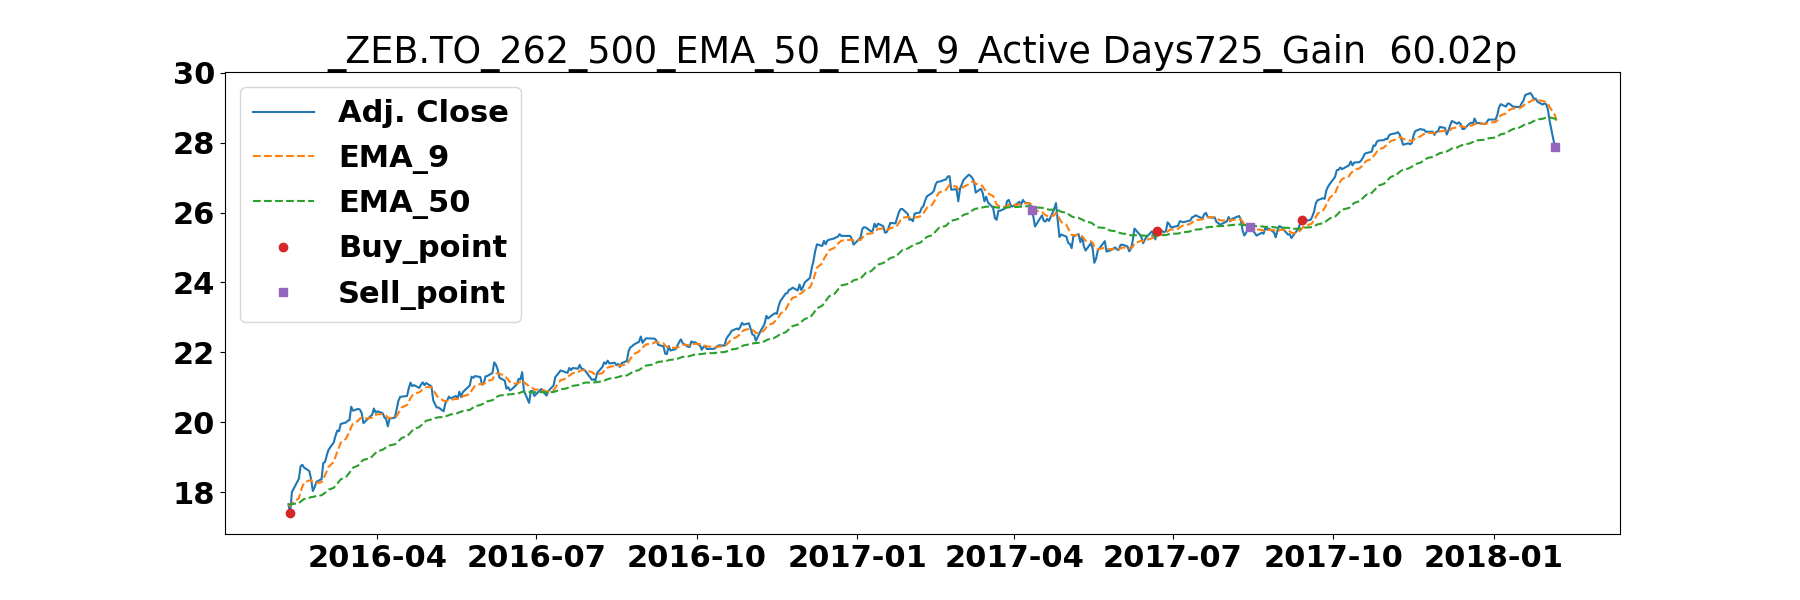 _ZEB.TO_262_500_EMA_50_EMA_9_Active Days725_Gain  60.02p
30
28
26
24
22
20
18
Adj. Close
EMA_9
EMA_50
Buy_point
Sell_point
2016-04 2016-07 2016-10 2017-01 2017-04 2017-07 2017-10 2018-01